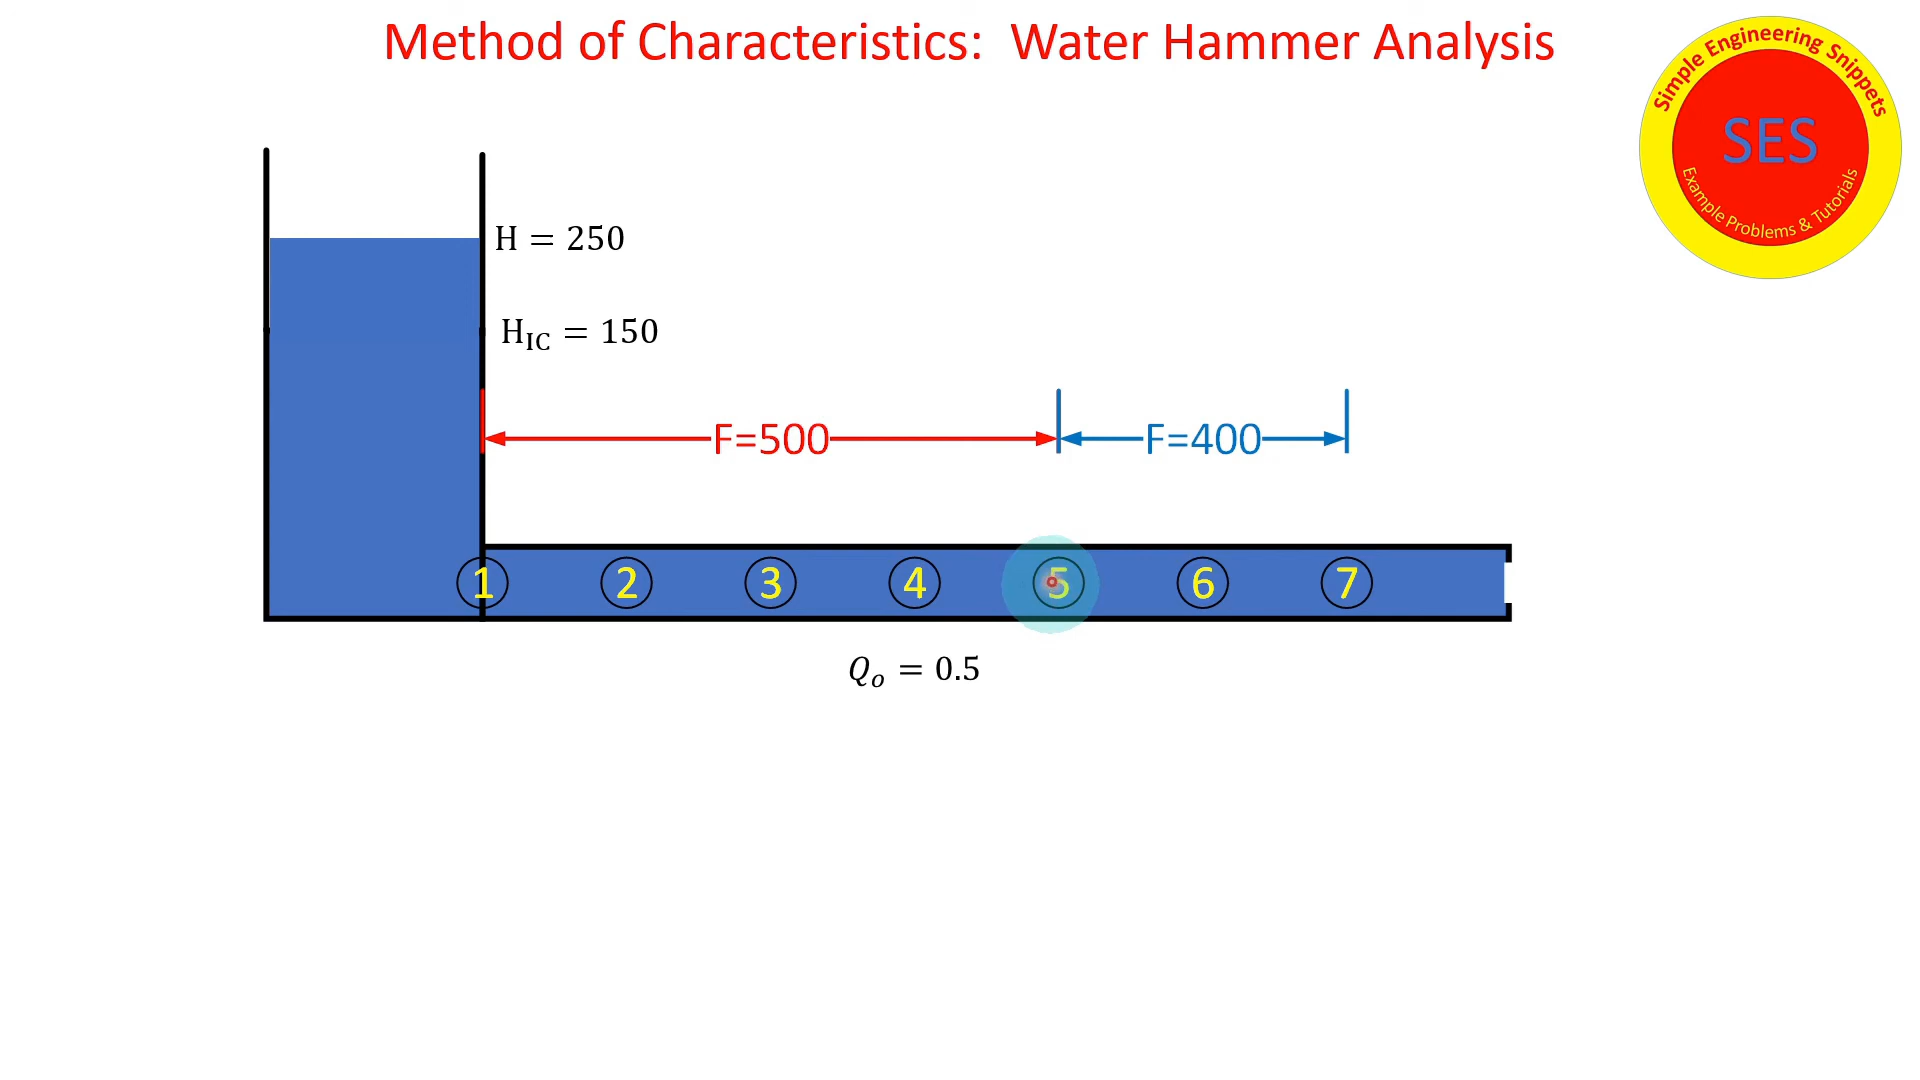 Method of Characteristics: Water Hammer Analysis
Simple Engineering Snippets
SES
Example Problems & Tutorials
H = 250
H_IC = 150
F=500
F=400
1 2 3 4 5 6 7
Q_o = 0.5